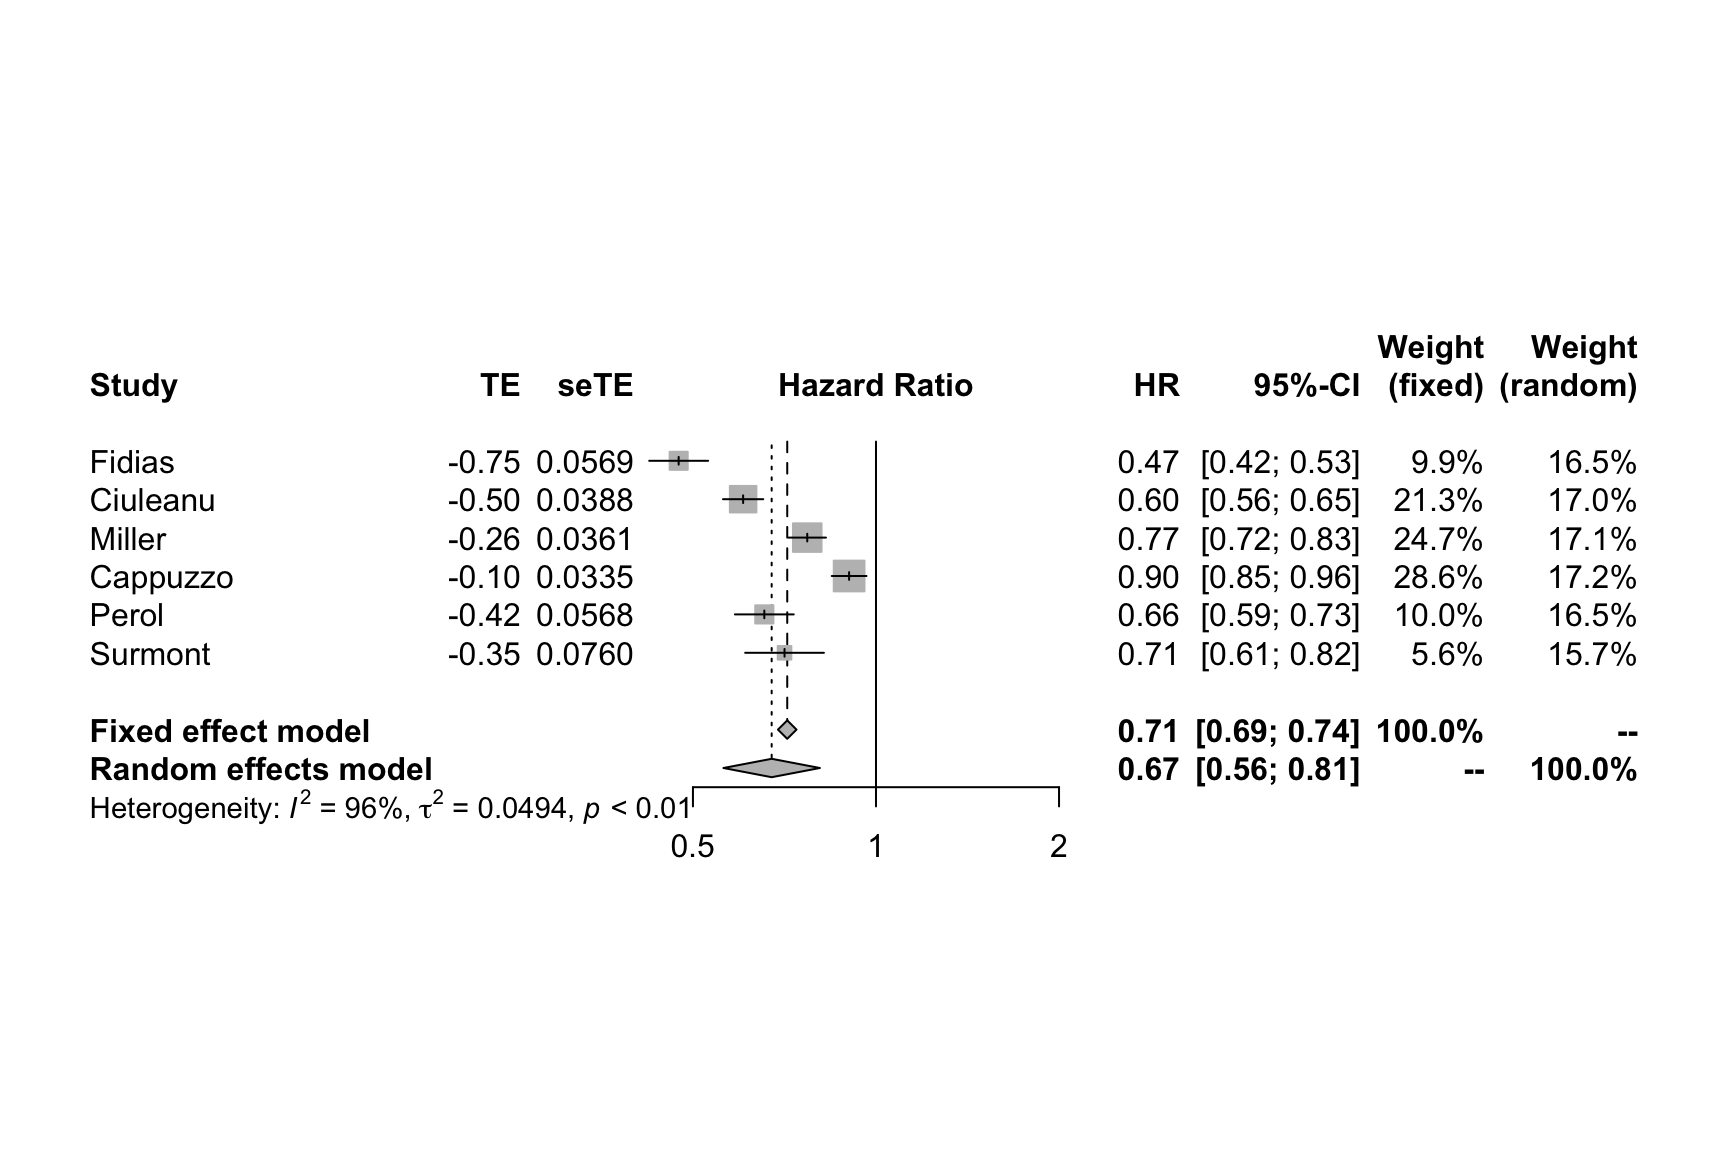 Weight Weight
Study TE seTE Hazard Ratio HR 95%-CI (fixed) (random)
Fidias -0.75 0.0569 0.47 [0.42; 0.53] 9.9% 16.5%
Ciuleanu -0.50 0.0388 0.60 [0.56; 0.65] 21.3% 17.0%
Miller -0.26 0.0361 0.77 [0.72; 0.83] 24.7% 17.1%
Cappuzzo -0.10 0.0335 0.90 [0.85; 0.96] 28.6% 17.2%
Perol -0.42 0.0568 0.66 [0.59; 0.73] 10.0% 16.5%
Surmont -0.35 0.0760 0.71 [0.61; 0.82] 5.6% 15.7%
Fixed effect model 0.71 [0.69; 0.74] 100.0% --
Random effects model 0.67 [0.56; 0.81] -- 100.0%
Heterogeneity: I² = 96%, τ² = 0.0494, p < 0.01
0.5 1 2